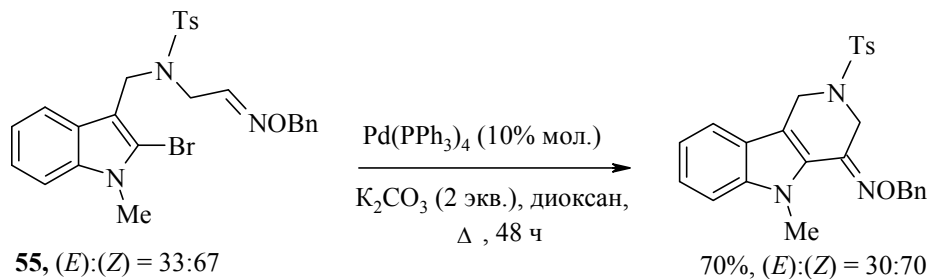 Ts
N
NOBn
Br
N
Me
55, (E):(Z) = 33:67
Pd(PPh3)4 (10% мол.)
K2CO3 (2 экв.), диоксан,
Δ , 48 ч
Ts
N
N
NOBn
Me
70%, (E):(Z) = 30:70